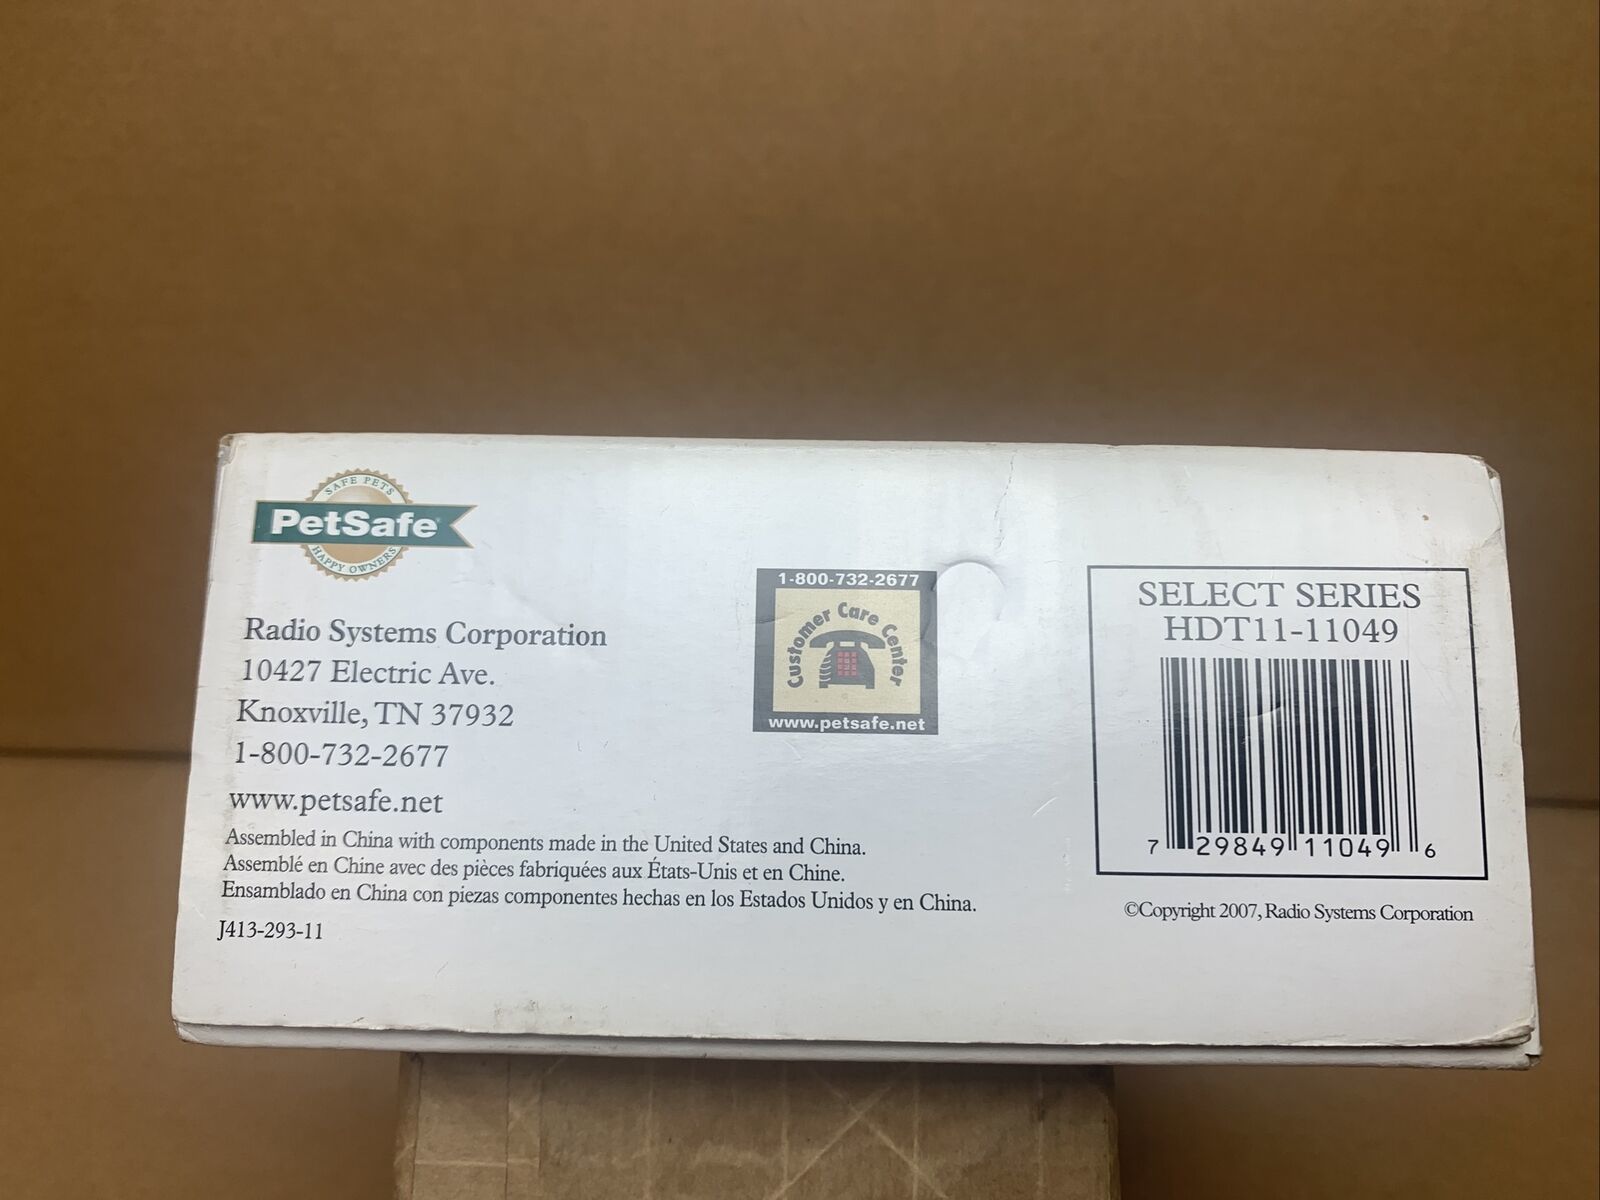 SAFE PETS
PetSafe®
HAPPY OWNERS
Radio Systems Corporation
10427 Electric Ave.
Knoxville, TN 37932
1-800-732-2677
www.petsafe.net
Assembled in China with components made in the United States and China.
Assemblé en Chine avec des pièces fabriquées aux États-Unis et en Chine.
Ensamblado en China con piezas componentes hechas en los Estados Unidos y en China.
J413-293-11
1-800-732-2677
Customer Care Center
www.petsafe.net
SELECT SERIES
HDT11-11049
7 29849 11049 6
©Copyright 2007, Radio Systems Corporation